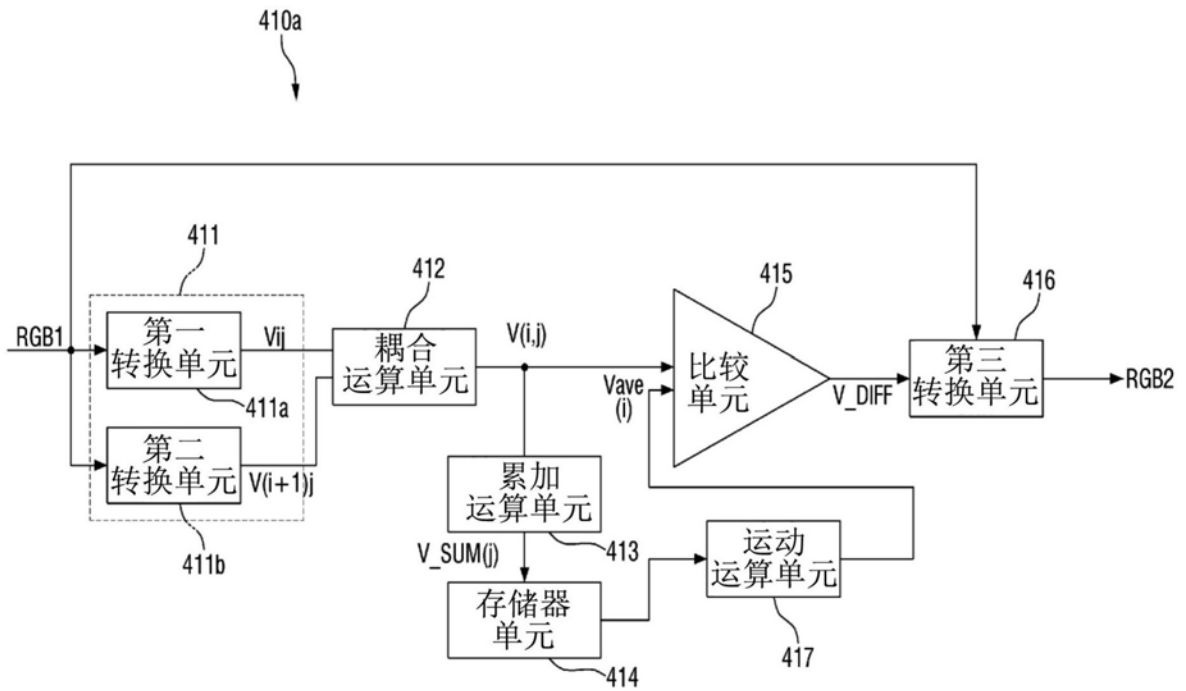 410a
411
412
415
416
RGB1
第一
转换单元
Vij
耦合
运算单元
V(i,j)
Vave
(i)
比较
单元
V_DIFF
第三
转换单元
RGB2
411a
第二
转换单元
V(i+1)j
411b
累加
运算单元
413
V_SUM(j)
存储器
单元
414
运动
运算单元
417